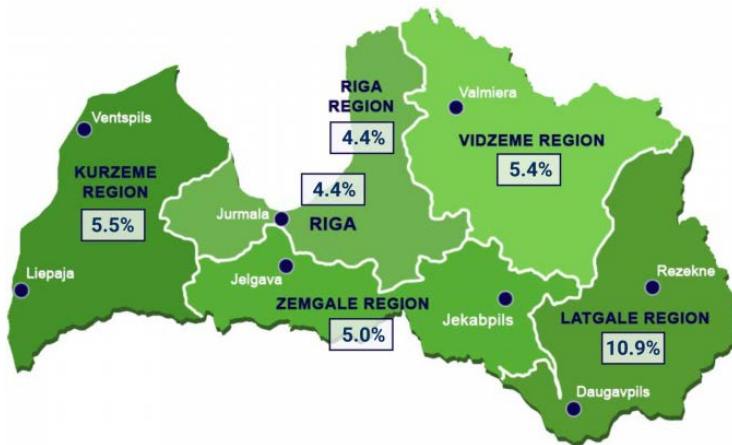 RIGA
REGION
4.4%
Valmiera
Ventspils
VIDZEME REGION
5.4%
KURZEME
REGION
5.5%
4.4%
Jurmala
RIGA
Liepaja
Jelgava
Rezekne
ZEMGALE REGION
5.0%
Jekabpils
LATGALE REGION
10.9%
Daugavpils